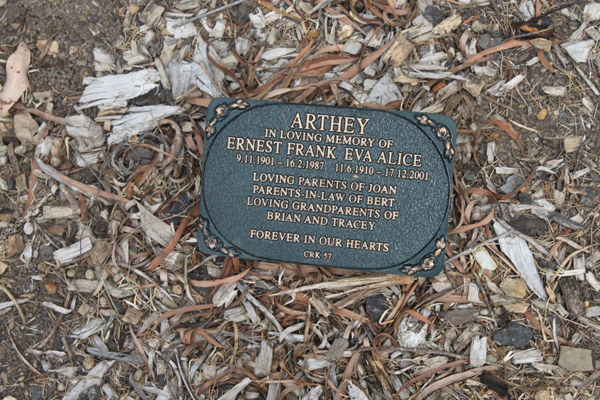 ARTHEY
IN LOVING MEMORY OF
ERNEST FRANK EVA ALICE
9.11.1901 – 16.2.1987 11.6.1910 – 17.12.2001
LOVING PARENTS OF JOAN
PARENTS-IN-LAW OF BERT
LOVING GRANDPARENTS OF
BRIAN AND TRACEY
FOREVER IN OUR HEARTS
CRK 57